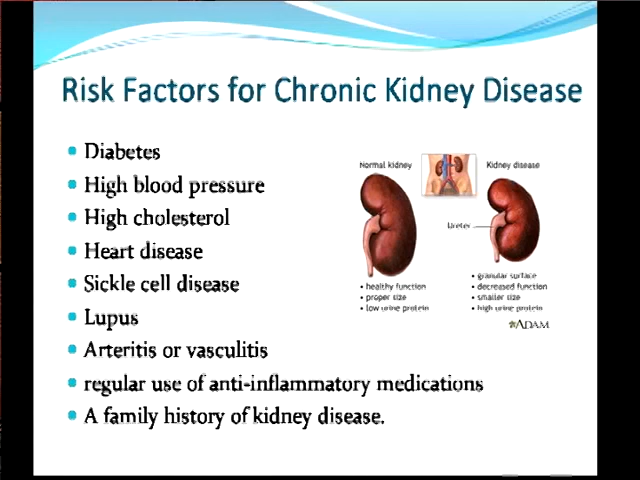 Risk Factors for Chronic Kidney Disease
• Diabetes
• High blood pressure
• High cholesterol
• Heart disease
• Sickle cell disease
• Lupus
• Arteritis or vasculitis
• regular use of anti-inflammatory medications
• A family history of kidney disease.
Normal kidney
Kidney disease
Ureter
• healthy function
• proper size
• low urine protein
• granular surface
• decreased function
• smaller size
• high urine protein
ADAM